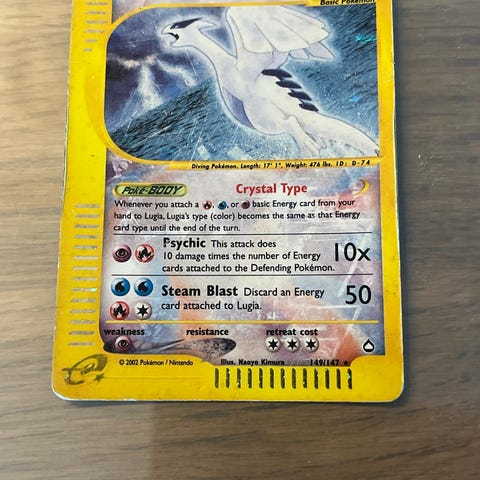 Basic Pokémon
Diving Pokémon. Length: 17' 1", Weight: 476 lbs. ID: D-74
Poké-BODY Crystal Type
Whenever you attach a , , or basic Energy card from your
hand to Lugia, Lugia's type (color) becomes the same as that Energy
card type until the end of the turn.
Psychic This attack does
10 damage times the number of Energy 10x
cards attached to the Defending Pokémon.
Steam Blast Discard an Energy 50
card attached to Lugia.
weakness resistance retreat cost
© 2002 Pokémon / Nintendo Illus. Naoyo Kimura 149/147 ★
e